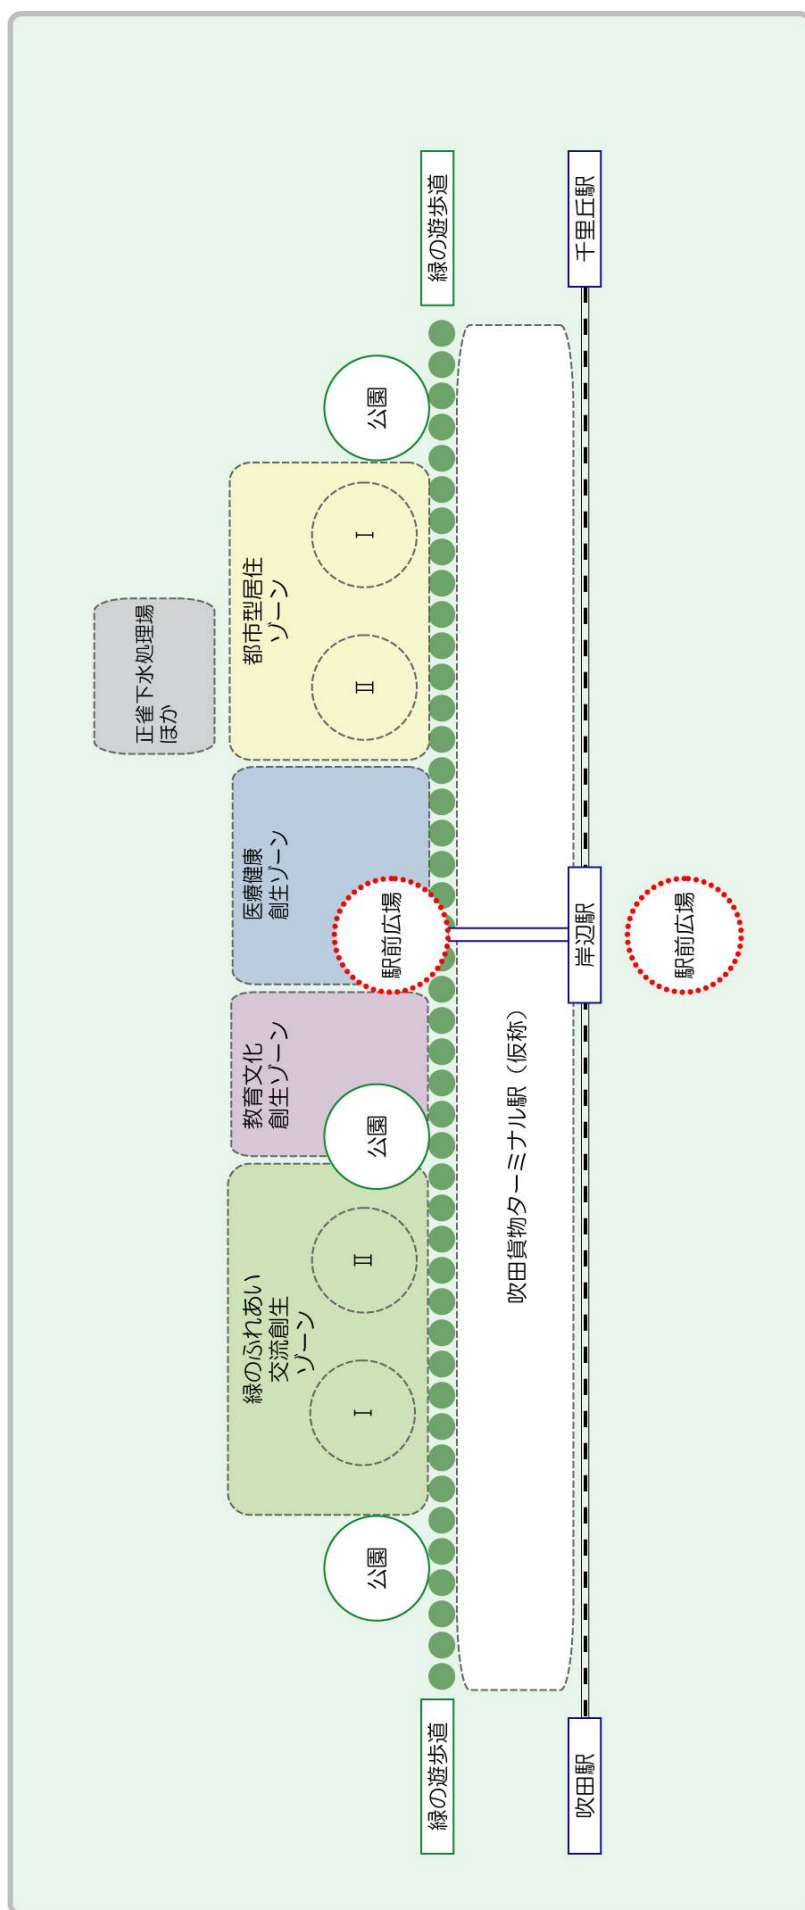 正雀下水処理場
ほか
緑のふれあい
交流創生
ゾーン
教育文化
創生ゾーン
医療健康
創生ゾーン
都市型居住
ゾーン
公園
Ⅰ
Ⅱ
公園
駅前広場
Ⅱ
Ⅰ
公園
緑の遊歩道
緑の遊歩道
吹田貨物ターミナル駅（仮称）
吹田駅
岸辺駅
千里丘駅
駅前広場